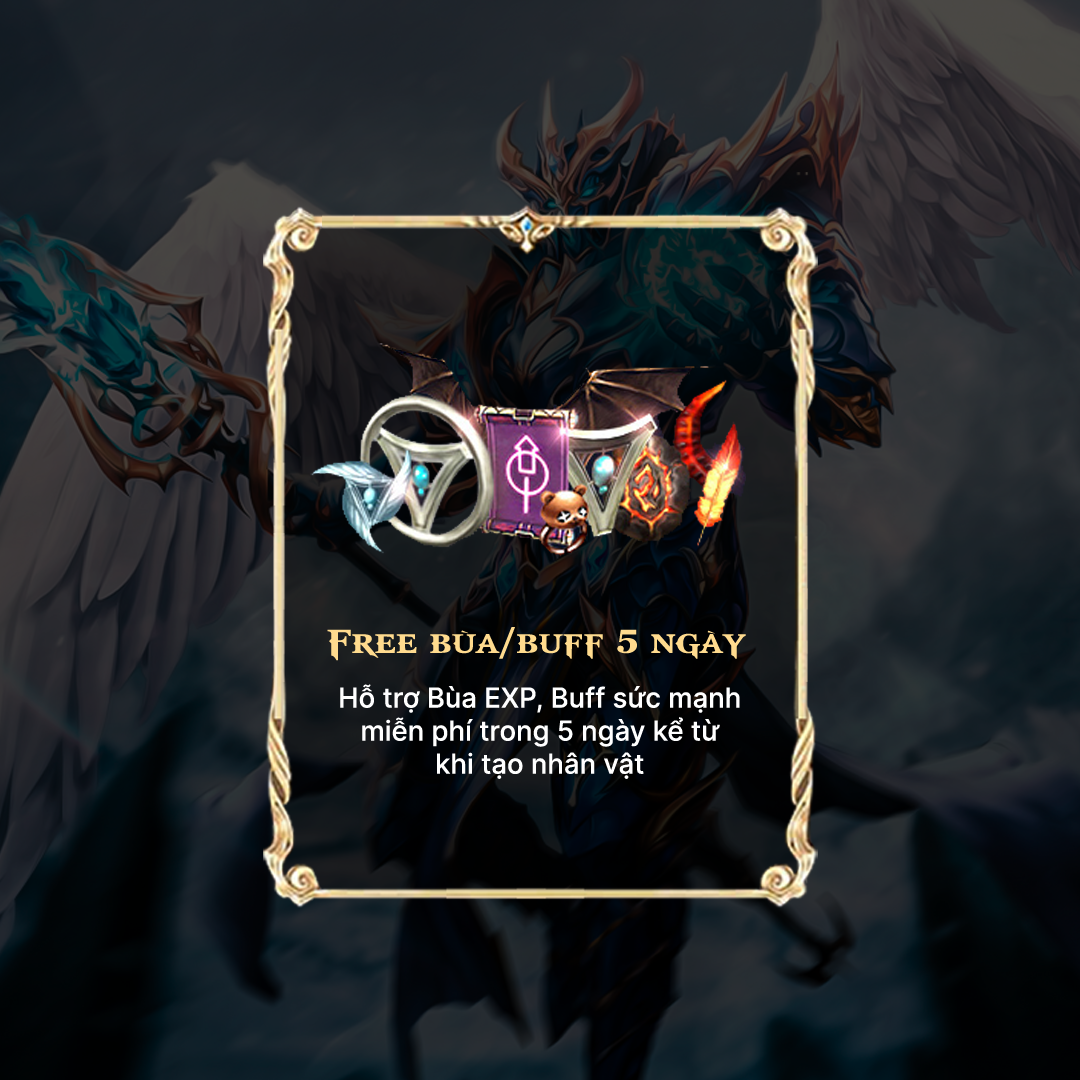 Free bùa/buff 5 ngày
Hỗ trợ Bùa EXP, Buff sức mạnh
miễn phí trong 5 ngày kể từ
khi tạo nhân vật